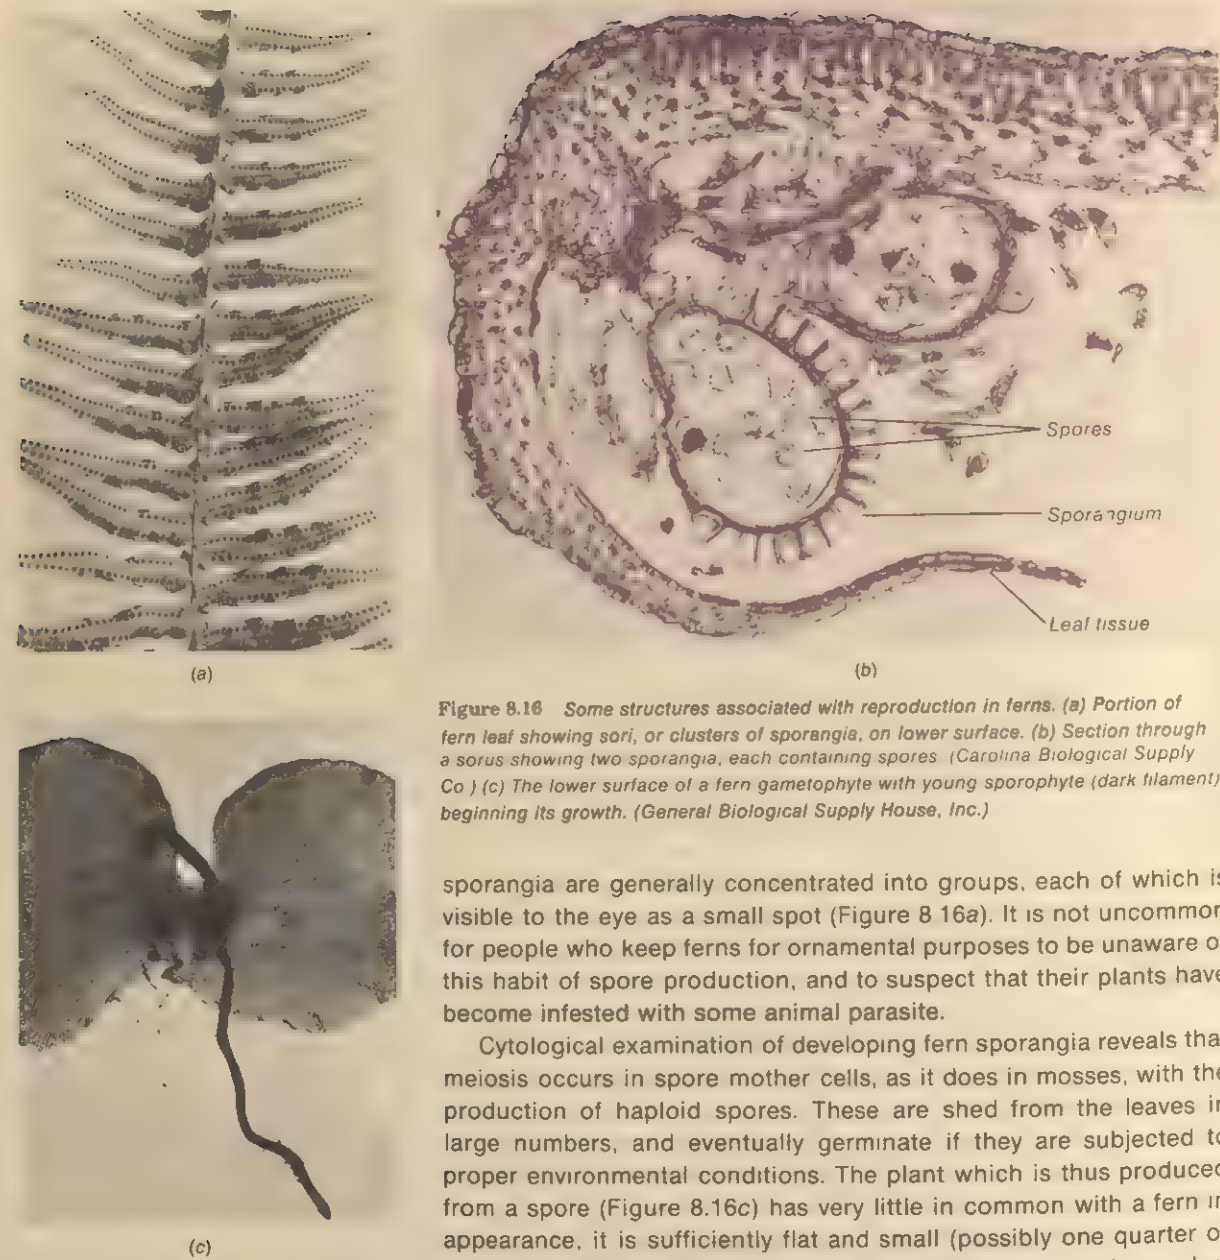 (a)
Spores
Sporangium
Leaf tissue
(b)
Figure 8.16 Some structures associated with reproduction in ferns. (a) Portion of
fern leaf showing sori, or clusters of sporangia, on lower surface. (b) Section through
a sorus showing two sporangia, each containing spores (Carolina Biological Supply
Co ) (c) The lower surface of a fern gametophyte with young sporophyte (dark filament)
beginning its growth. (General Biological Supply House, Inc.)
(c)
sporangia are generally concentrated into groups, each of which is
visible to the eye as a small spot (Figure 8 16a). It is not uncommon
for people who keep ferns for ornamental purposes to be unaware o
this habit of spore production, and to suspect that their plants have
become infested with some animal parasite.
Cytological examination of developing fern sporangia reveals tha
meiosis occurs in spore mother cells, as it does in mosses, with the
production of haploid spores. These are shed from the leaves in
large numbers, and eventually germinate if they are subjected to
proper environmental conditions. The plant which is thus produced
from a spore (Figure 8.16c) has very little in common with a fern in
appearance, it is sufficiently flat and small (possibly one quarter o